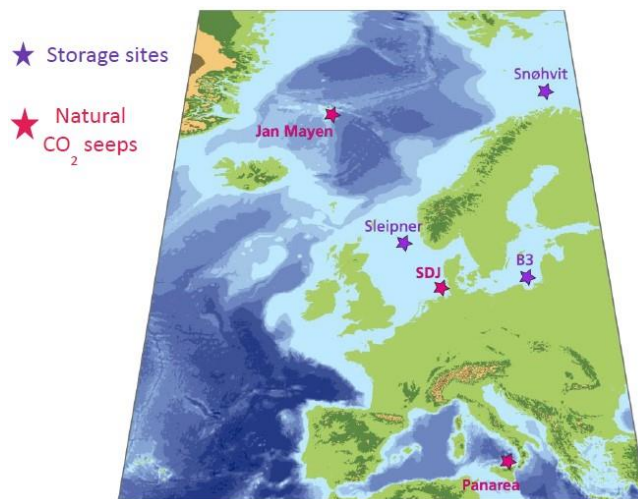 Storage sites
Natural
CO₂ seeps
Snøhvit
Jan Mayen
Sleipner
B3
SDJ
Panarea